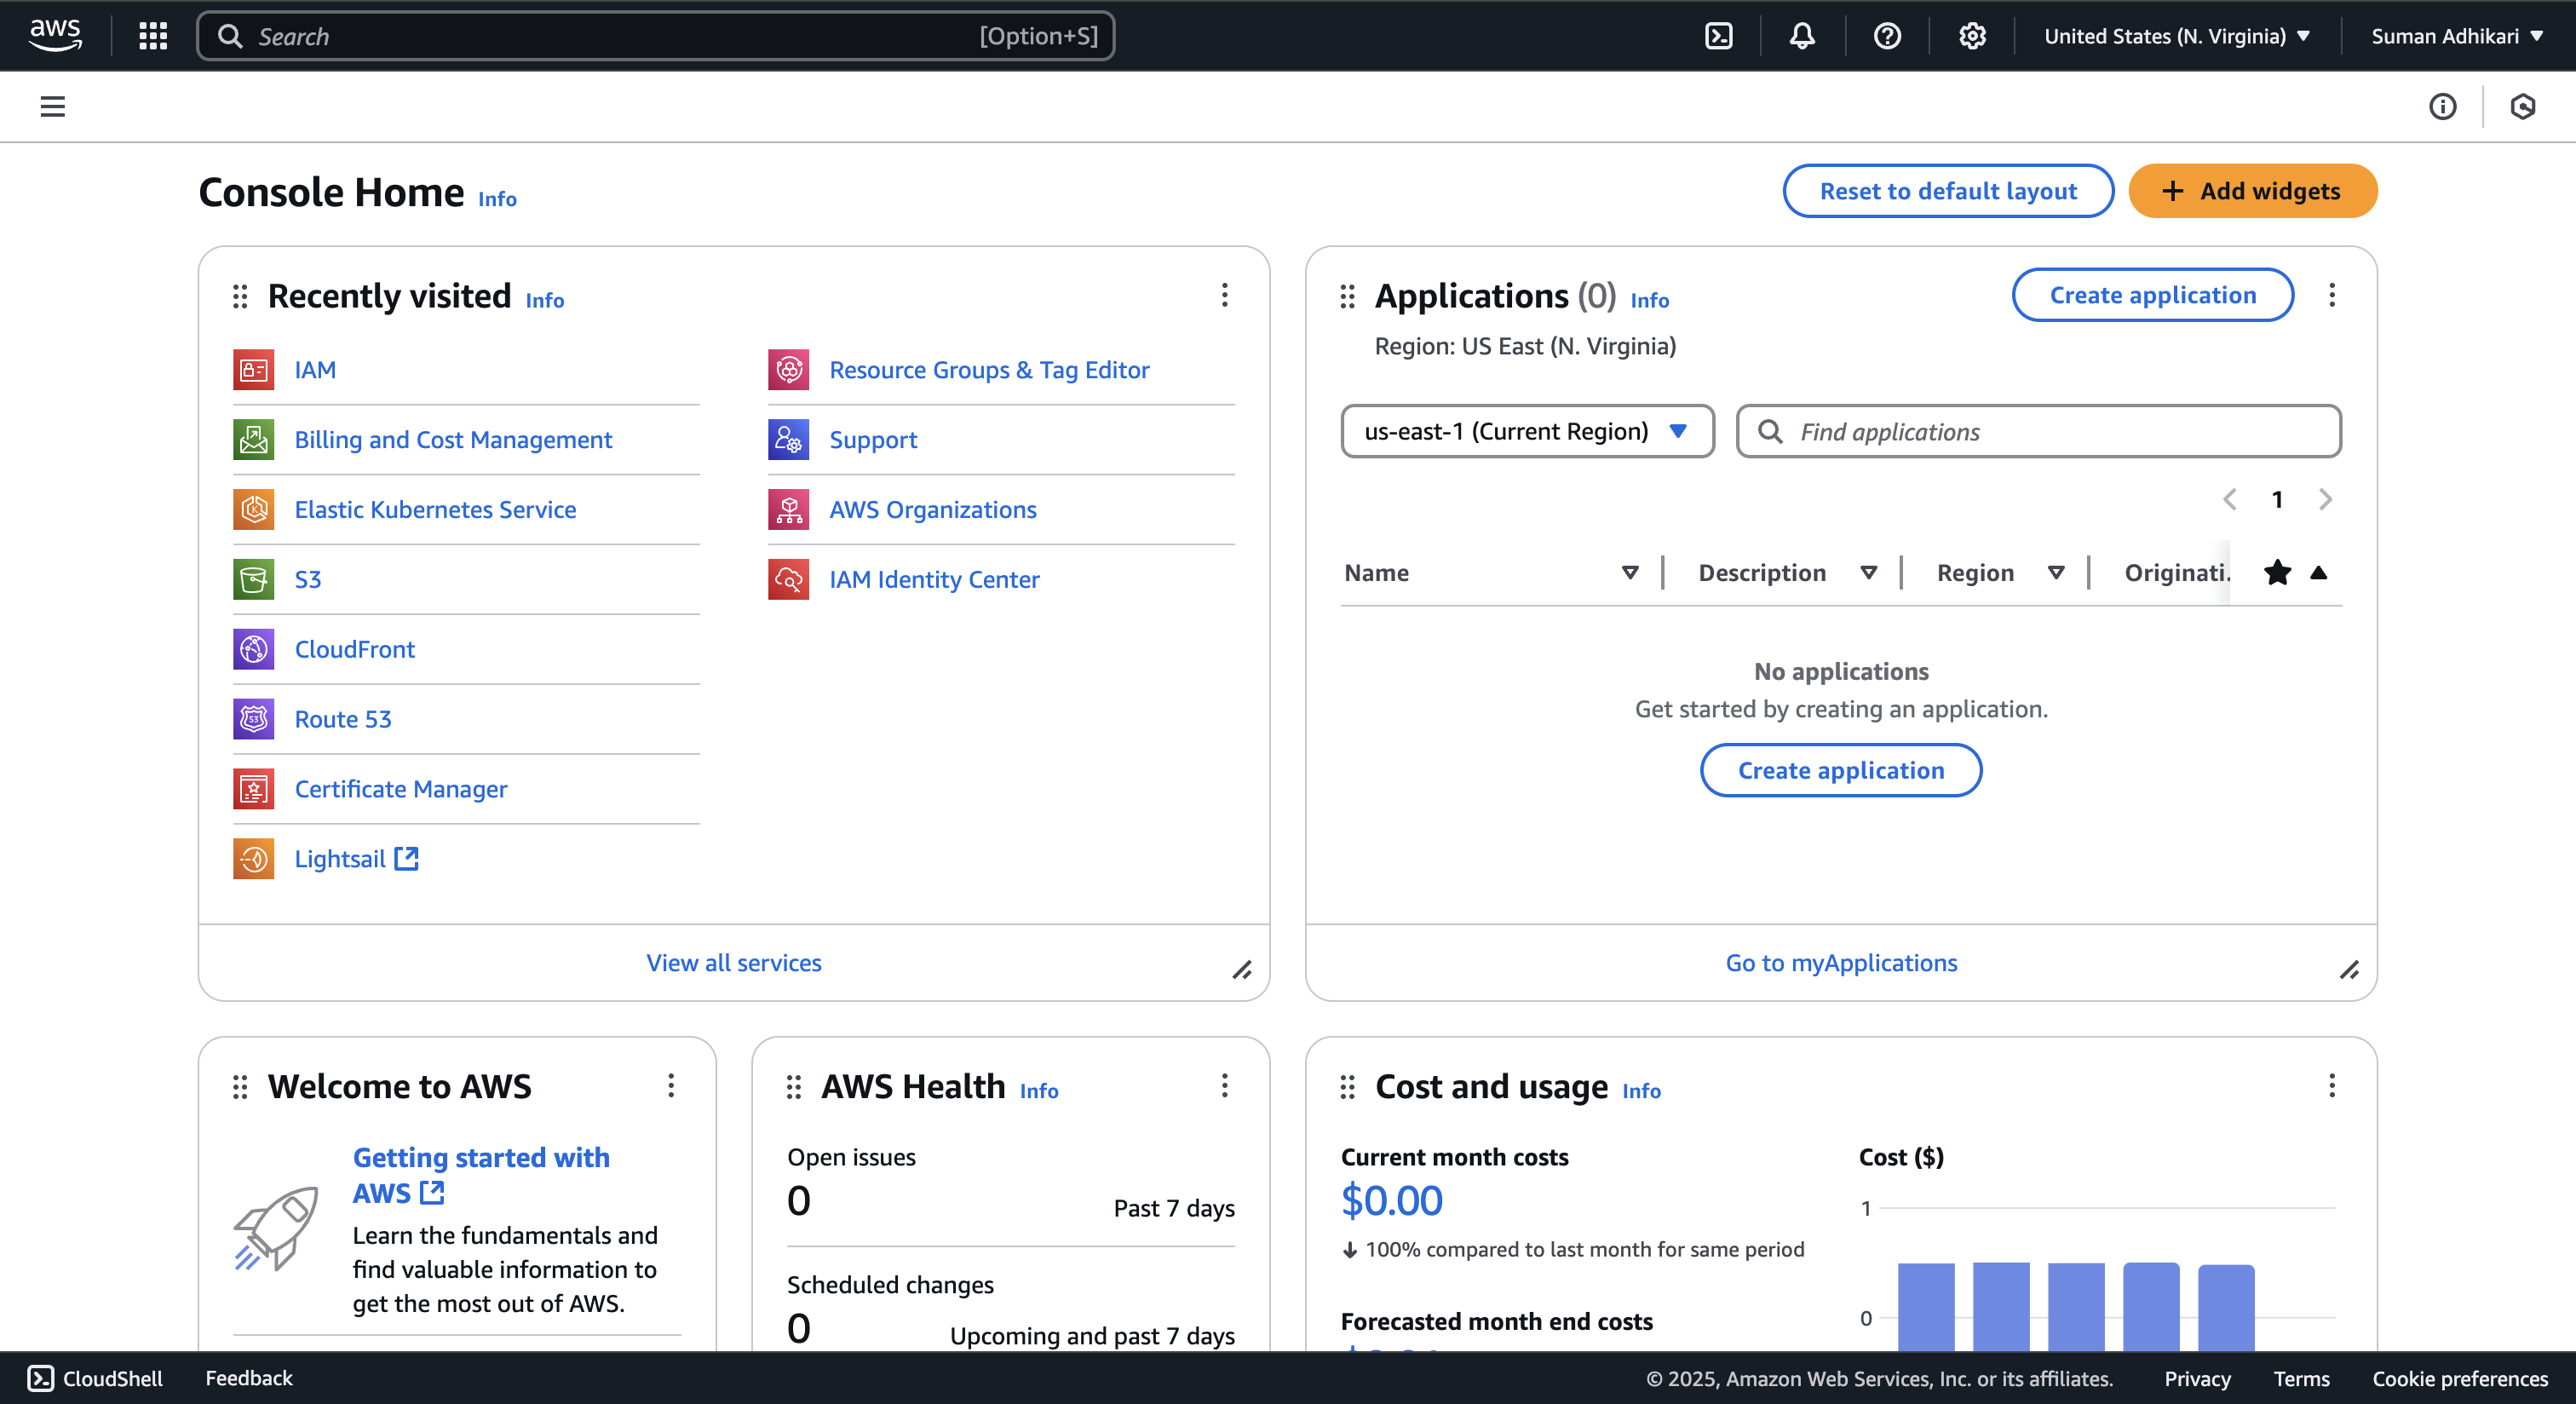 aws
Search
[Option+S]
United States (N. Virginia)
Suman Adhikari
Console Home
Info
Reset to default layout
Add widgets
Recently visited
Info
IAM
Billing and Cost Management
Elastic Kubernetes Service
S3
CloudFront
Route 53
Certificate Manager
Lightsail
Resource Groups & Tag Editor
Support
AWS Organizations
IAM Identity Center
View all services
Applications (0)
Info
Create application
Region: US East (N. Virginia)
us-east-1 (Current Region)
Find applications
1
Name
Description
Region
Originati.
No applications
Get started by creating an application.
Create application
Go to myApplications
Welcome to AWS
Getting started with
AWS
Learn the fundamentals and
find valuable information to
get the most out of AWS.
AWS Health
Info
Open issues
0
Past 7 days
Scheduled changes
0
Upcoming and past 7 days
Cost and usage
Info
Current month costs
$0.00
100% compared to last month for same period
Forecasted month end costs
Cost ($)
1
0
CloudShell
Feedback
© 2025, Amazon Web Services, Inc. or its affiliates.
Privacy
Terms
Cookie preferences